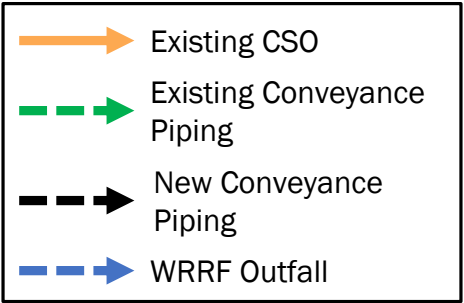 Existing CSO
Existing Conveyance
Piping
New Conveyance
Piping
WRRF Outfall